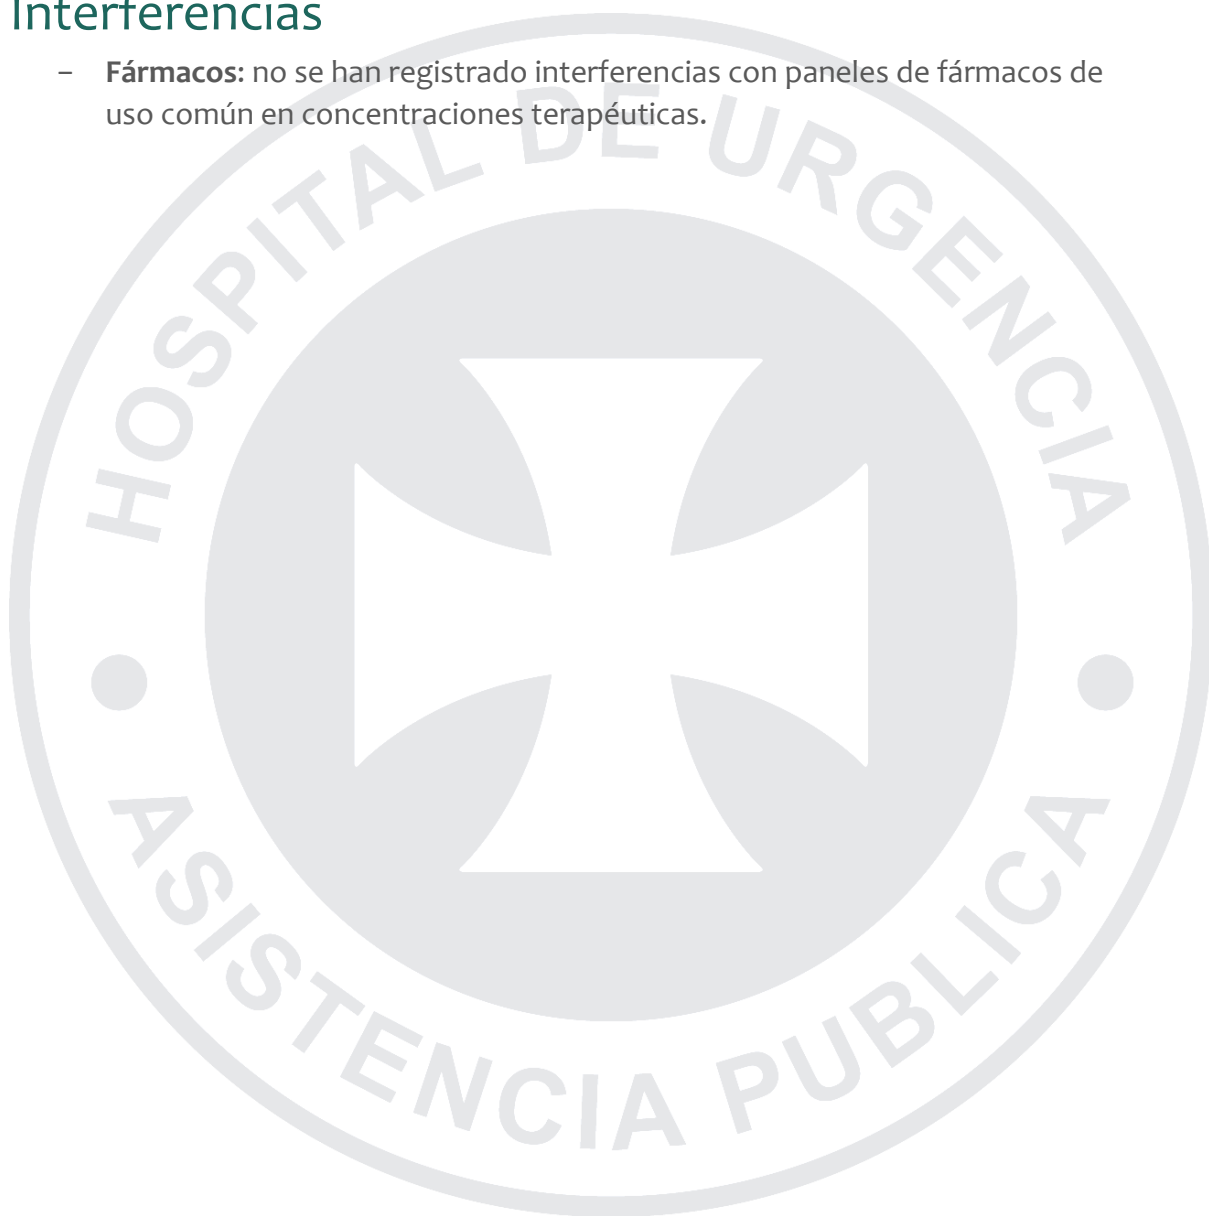 Interferencias
– Fármacos: no se han registrado interferencias con paneles de fármacos de
uso común en concentraciones terapéuticas.
HOSPITAL DE URGENCIA
ASISTENCIA PUBLICA